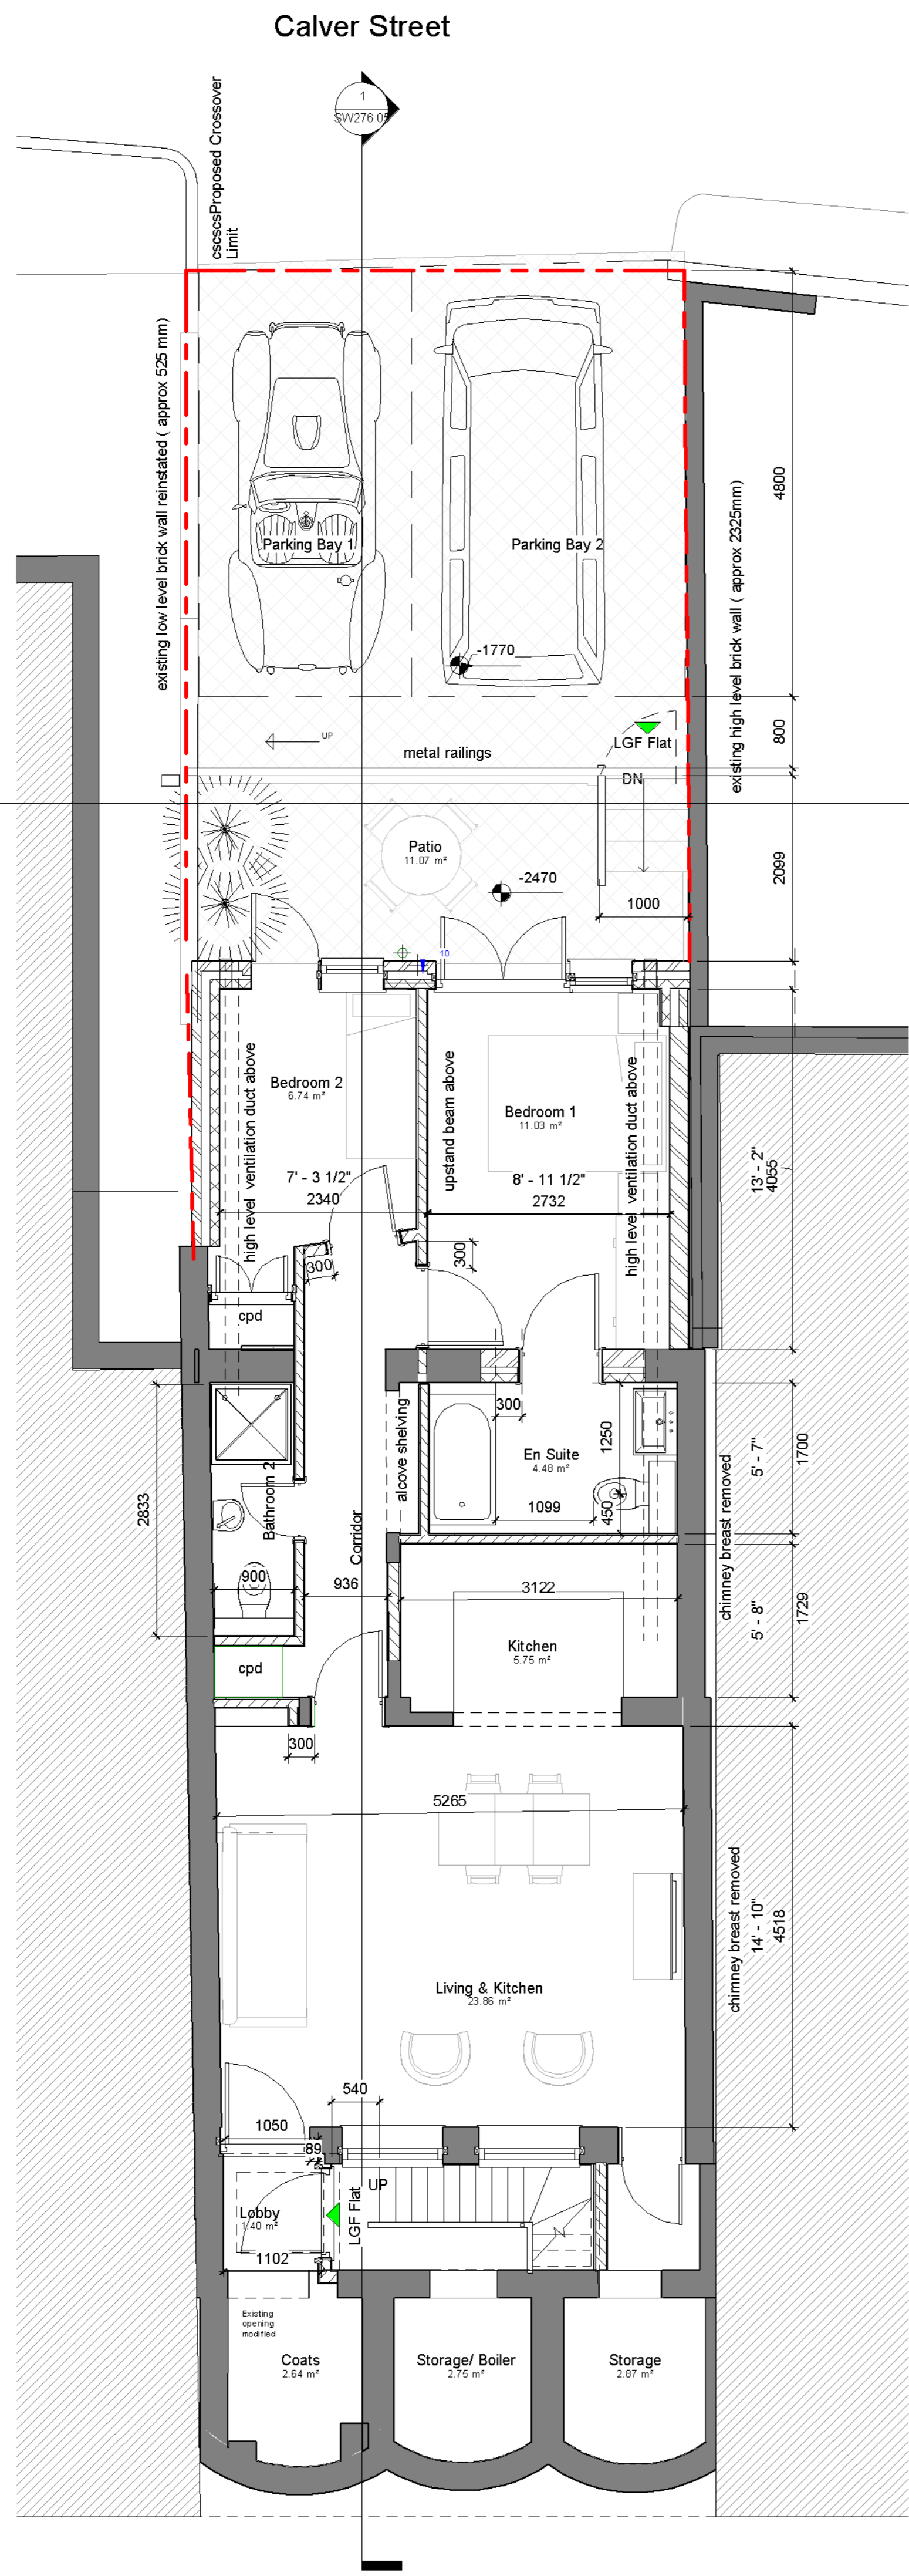 Calver Street
1
SW276 05
cscscsProposed Crossover
Limit
existing low level brick wall reinstated ( approx 525 mm)
Parking Bay 1
Parking Bay 2
4800
existing high level brick wall ( approx 2325mm)
-1770
UP
metal railings
LGF Flat
DN
800
Patio
11.07 m²
-2470
1000
2099
10
high level ventilation duct above
Bedroom 2
6.74 m²
upstand beam above
Bedroom 1
11.03 m²
high level ventilation duct above
13' - 2"
4055
7' - 3 1/2"
2340
8' - 11 1/2"
2732
300
300
cpd
2833
Bathroom 2
alcove shelving
300
En Suite
4.48 m²
1250
1099
450
5' - 7"
1700
chimney breast removed
Corridor
900
936
3122
Kitchen
5.75 m²
5' - 8"
1729
cpd
300
5265
chimney breast removed
14' - 10"
4518
Living & Kitchen
23.86 m²
540
1050
89
UP
LGF Flat
Lobby
1.40 m²
1102
Existing
opening
modified
Coats
2.64 m²
Storage/ Boiler
2.75 m²
Storage
2.87 m²